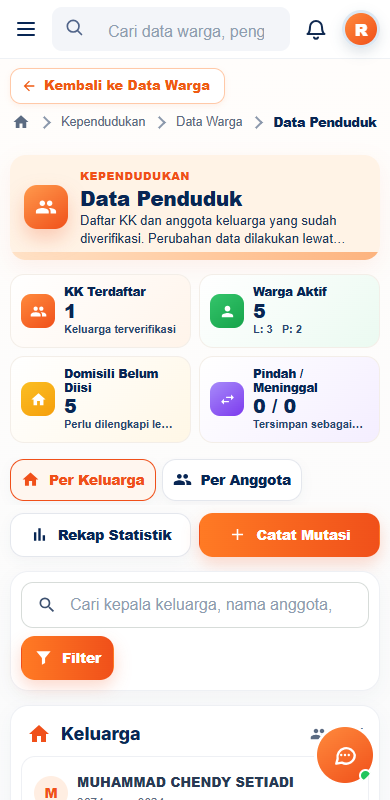 Cari data warga, peng
R
Kembali ke Data Warga
Kependudukan
Data Warga
Data Penduduk
KEPENDUDUKAN
Data Penduduk
Daftar KK dan anggota keluarga yang sudah
diverifikasi. Perubahan data dilakukan lewat...
KK Terdaftar
1
Keluarga terverifikasi
Warga Aktif
5
L: 3 P: 2
Domisili Belum
Diisi
5
Perlu dilengkapi le...
Pindah /
Meninggal
0 / 0
Tersimpan sebagai...
Per Keluarga
Per Anggota
Rekap Statistik
Catat Mutasi
Cari kepala keluarga, nama anggota,
Filter
Keluarga
M
MUHAMMAD CHENDY SETIADI